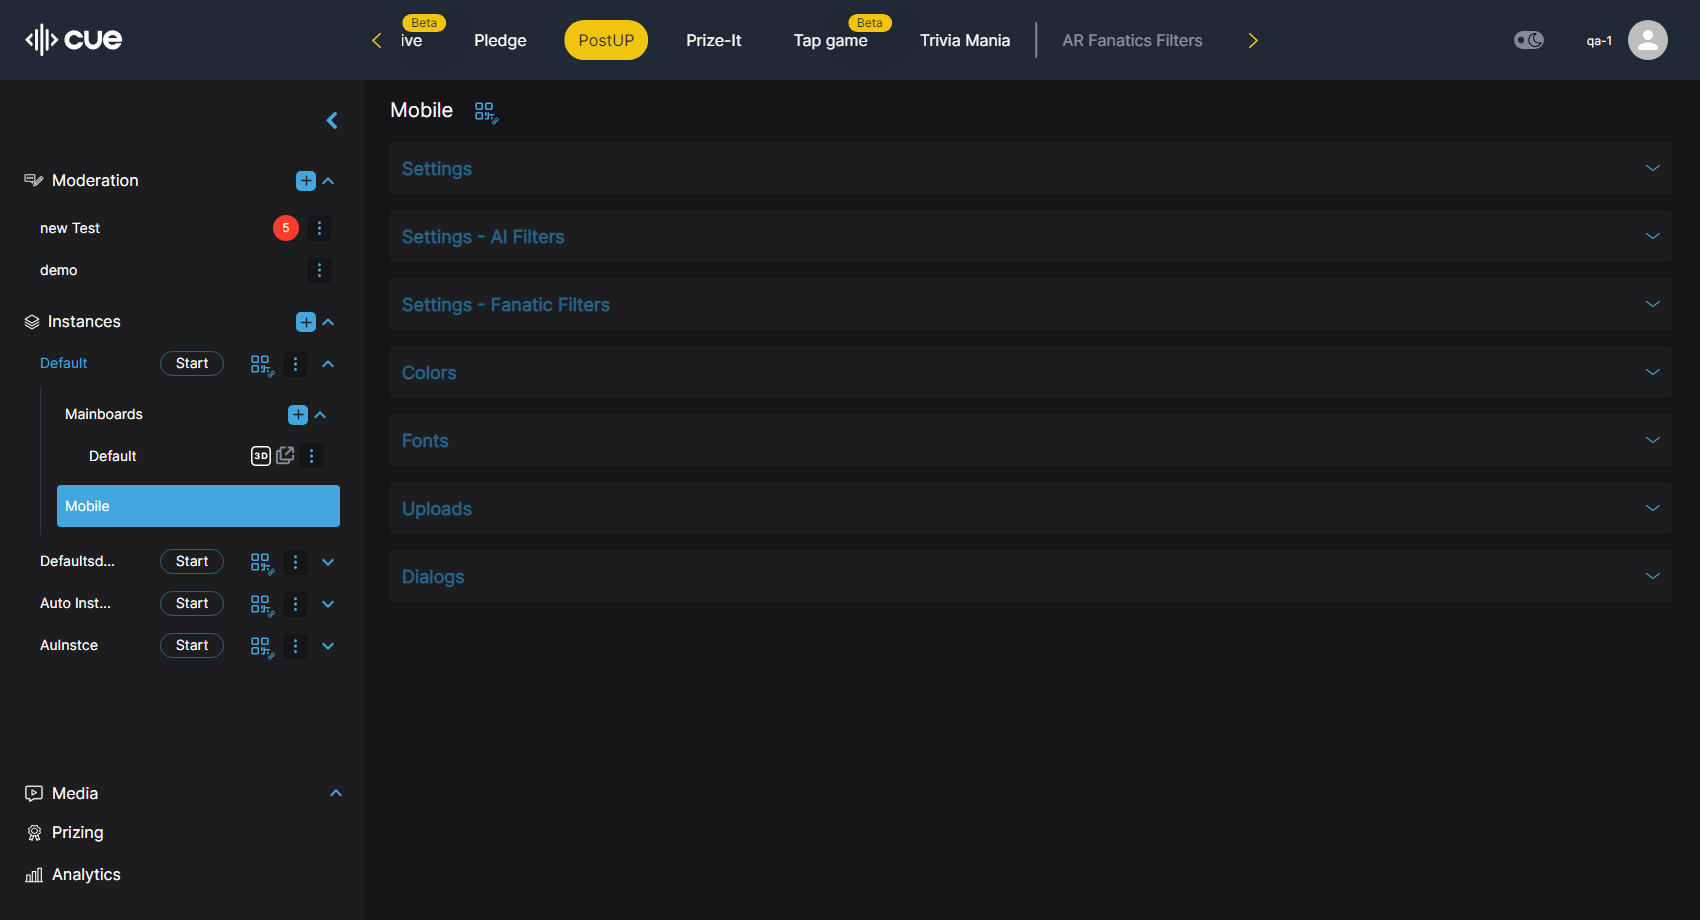 cue
Beta
ive
Pledge
PostUP
Prize-It
Beta
Tap game
Trivia Mania
AR Fanatics Filters
qa-1
Mobile
Moderation
new Test
5
demo
Instances
Default
Start
Mainboards
Default
3D
Mobile
Defaultsd...
Start
Auto Inst...
Start
AuInstce
Start
Media
Prizing
Analytics
Settings
Settings - AI Filters
Settings - Fanatic Filters
Colors
Fonts
Uploads
Dialogs